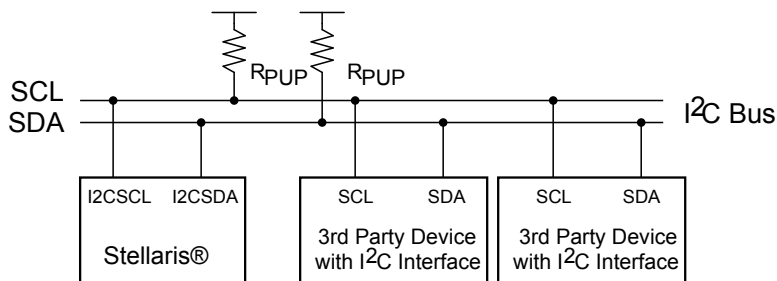 RPUP RPUP
SCL
SDA
I²C Bus
I2CSCL I2CSDA SCL SDA SCL SDA
Stellaris®
3rd Party Device
with I²C Interface
3rd Party Device
with I²C Interface